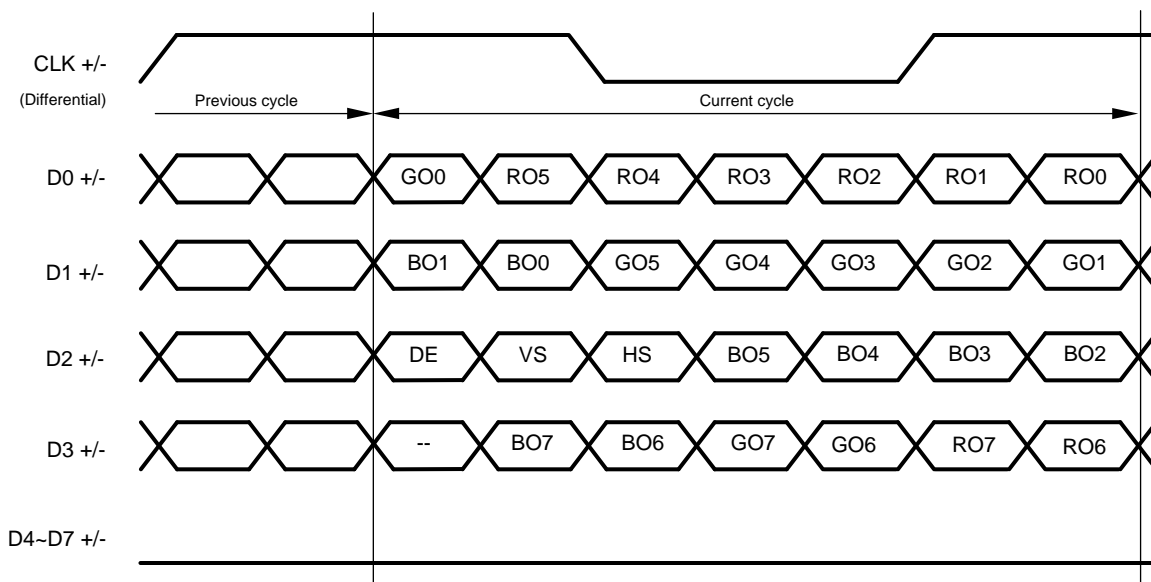 CLK +/-
(Differential)
Previous cycle
Current cycle
D0 +/-
GO0 RO5 RO4 RO3 RO2 RO1 RO0
D1 +/-
BO1 BO0 GO5 GO4 GO3 GO2 GO1
D2 +/-
DE VS HS BO5 BO4 BO3 BO2
D3 +/-
-- BO7 BO6 GO7 GO6 RO7 RO6
D4~D7 +/-